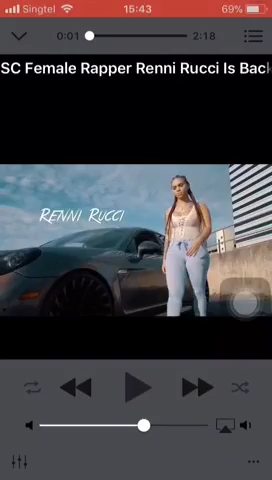 Singtel 15:43 69%
0:01 2:18
SC Female Rapper Renni Rucci Is Back
RENNI RUCCI